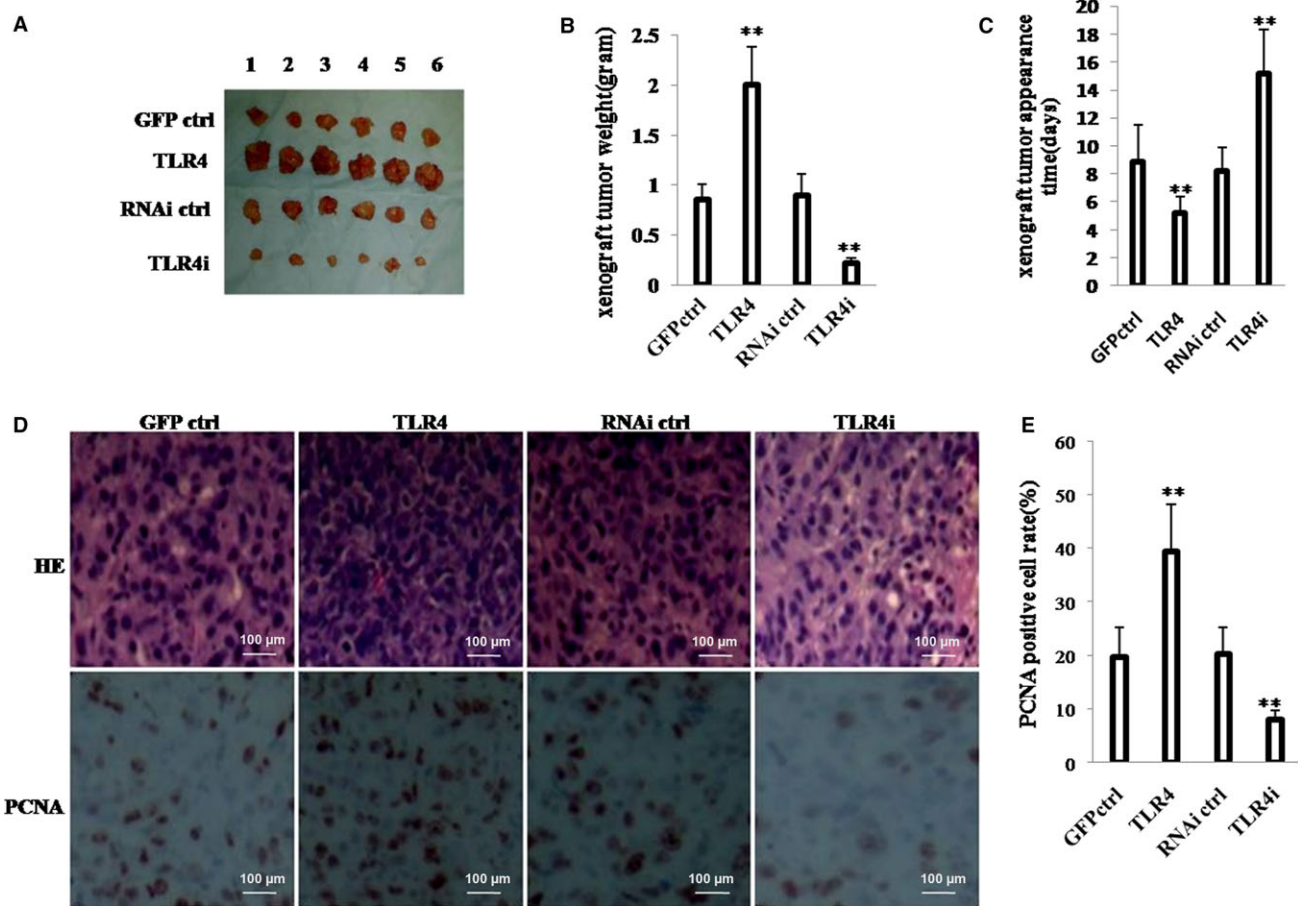 A
1 2 3 4 5 6
GFP ctrl
TLR4
RNAi ctrl
TLR4i
B
xenograft tumor weight(gram)
2.5
2
1.5
1
0.5
0
**
**
GFPctrl
TLR4
RNAi ctrl
TLR4i
C
xenograft tumor appearance
time(days)
20
18
16
14
12
10
8
6
4
2
0
**
**
GFPctrl
TLR4
RNAi ctrl
TLR4i
D
GFP ctrl TLR4 RNAi ctrl TLR4i
HE
100 µm 100 µm 100 µm 100 µm
PCNA
100 µm 100 µm 100 µm 100 µm
E
PCNA positive cell rate(%)
60
50
40
30
20
10
0
**
**
GFPctrl
TLR4
RNAi ctrl
TLR4i